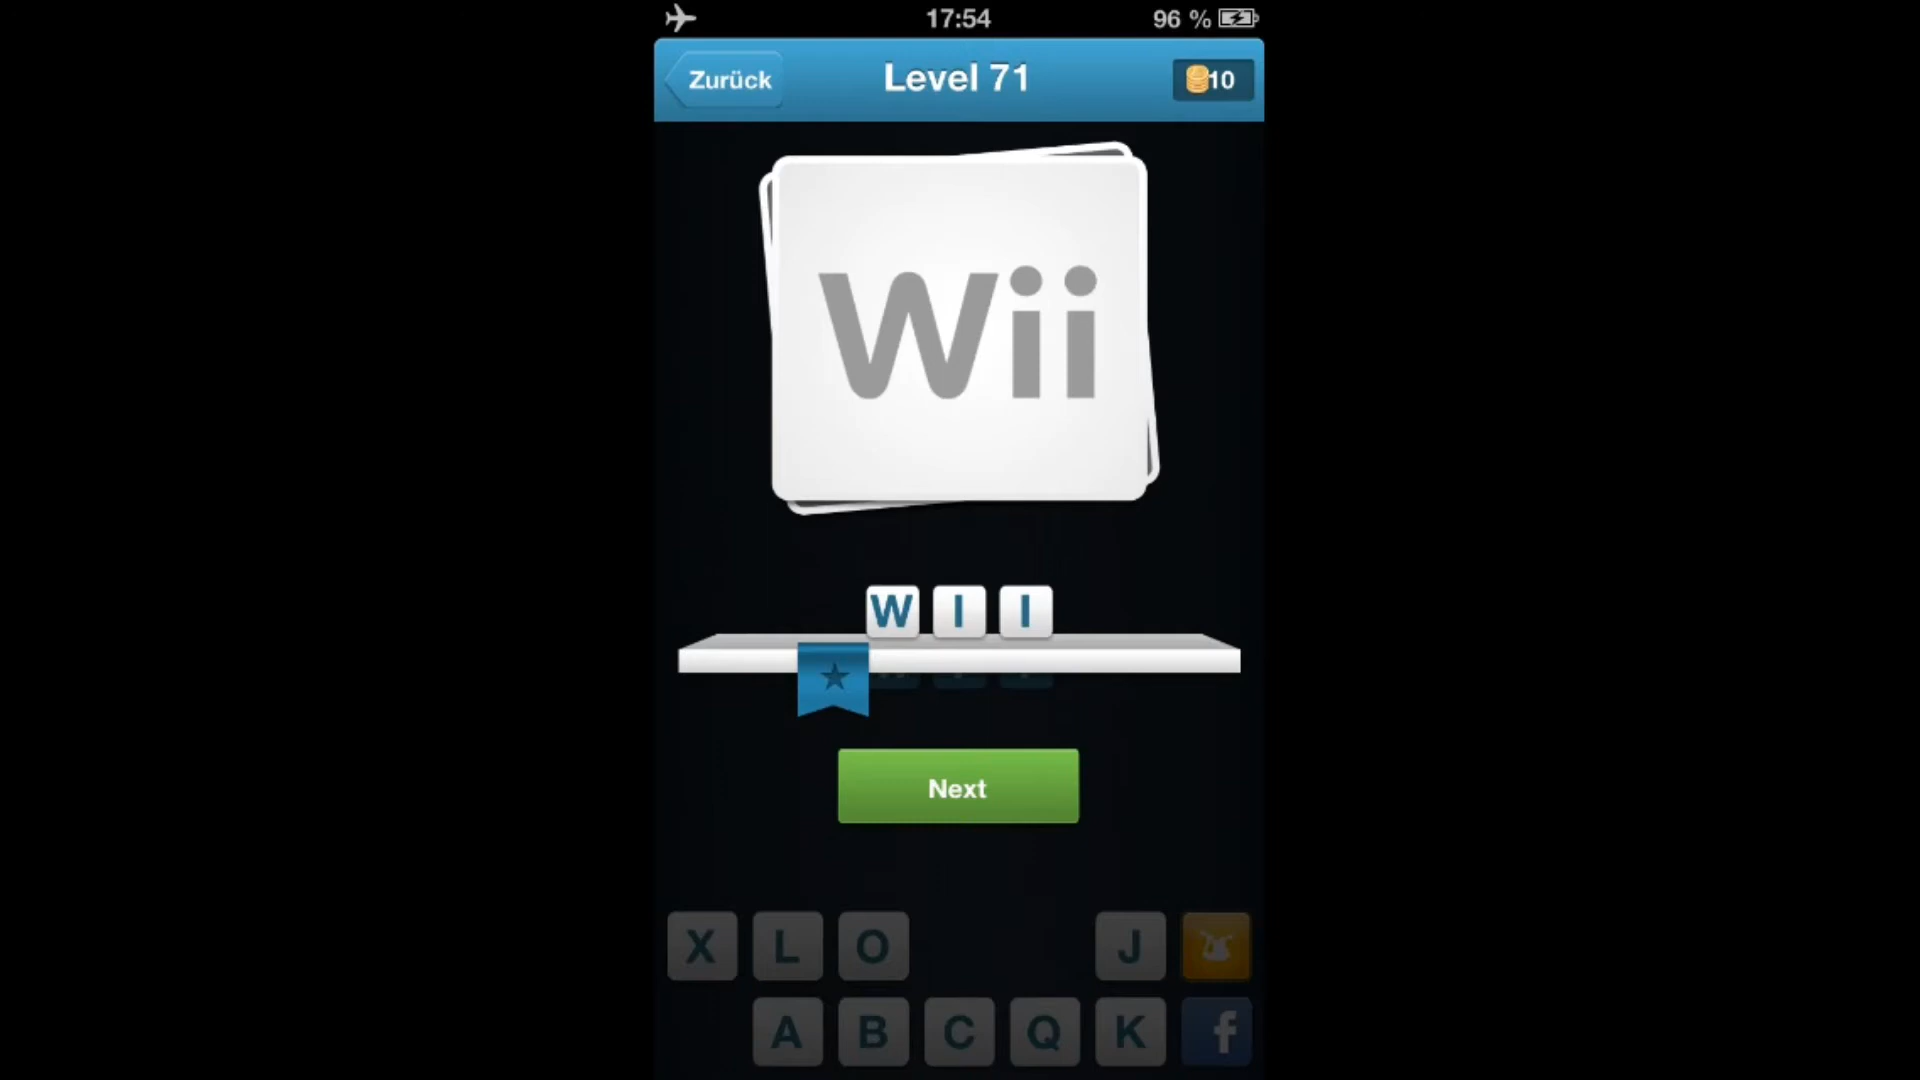 17:54
96 %
Zurück
Level 71
10
Wii
W I I
Next
X L O J
A B C Q K f